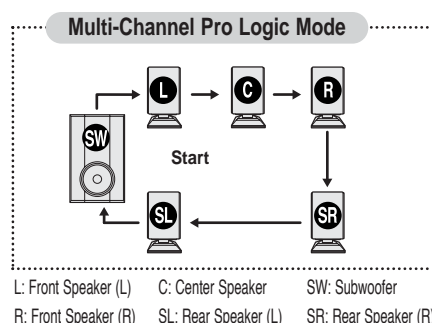 Multi-Channel Pro Logic Mode
L C R
SW
Start
SL SR
L: Front Speaker (L) C: Center Speaker SW: Subwoofer
R: Front Speaker (R) SL: Rear Speaker (L) SR: Rear Speaker (R)